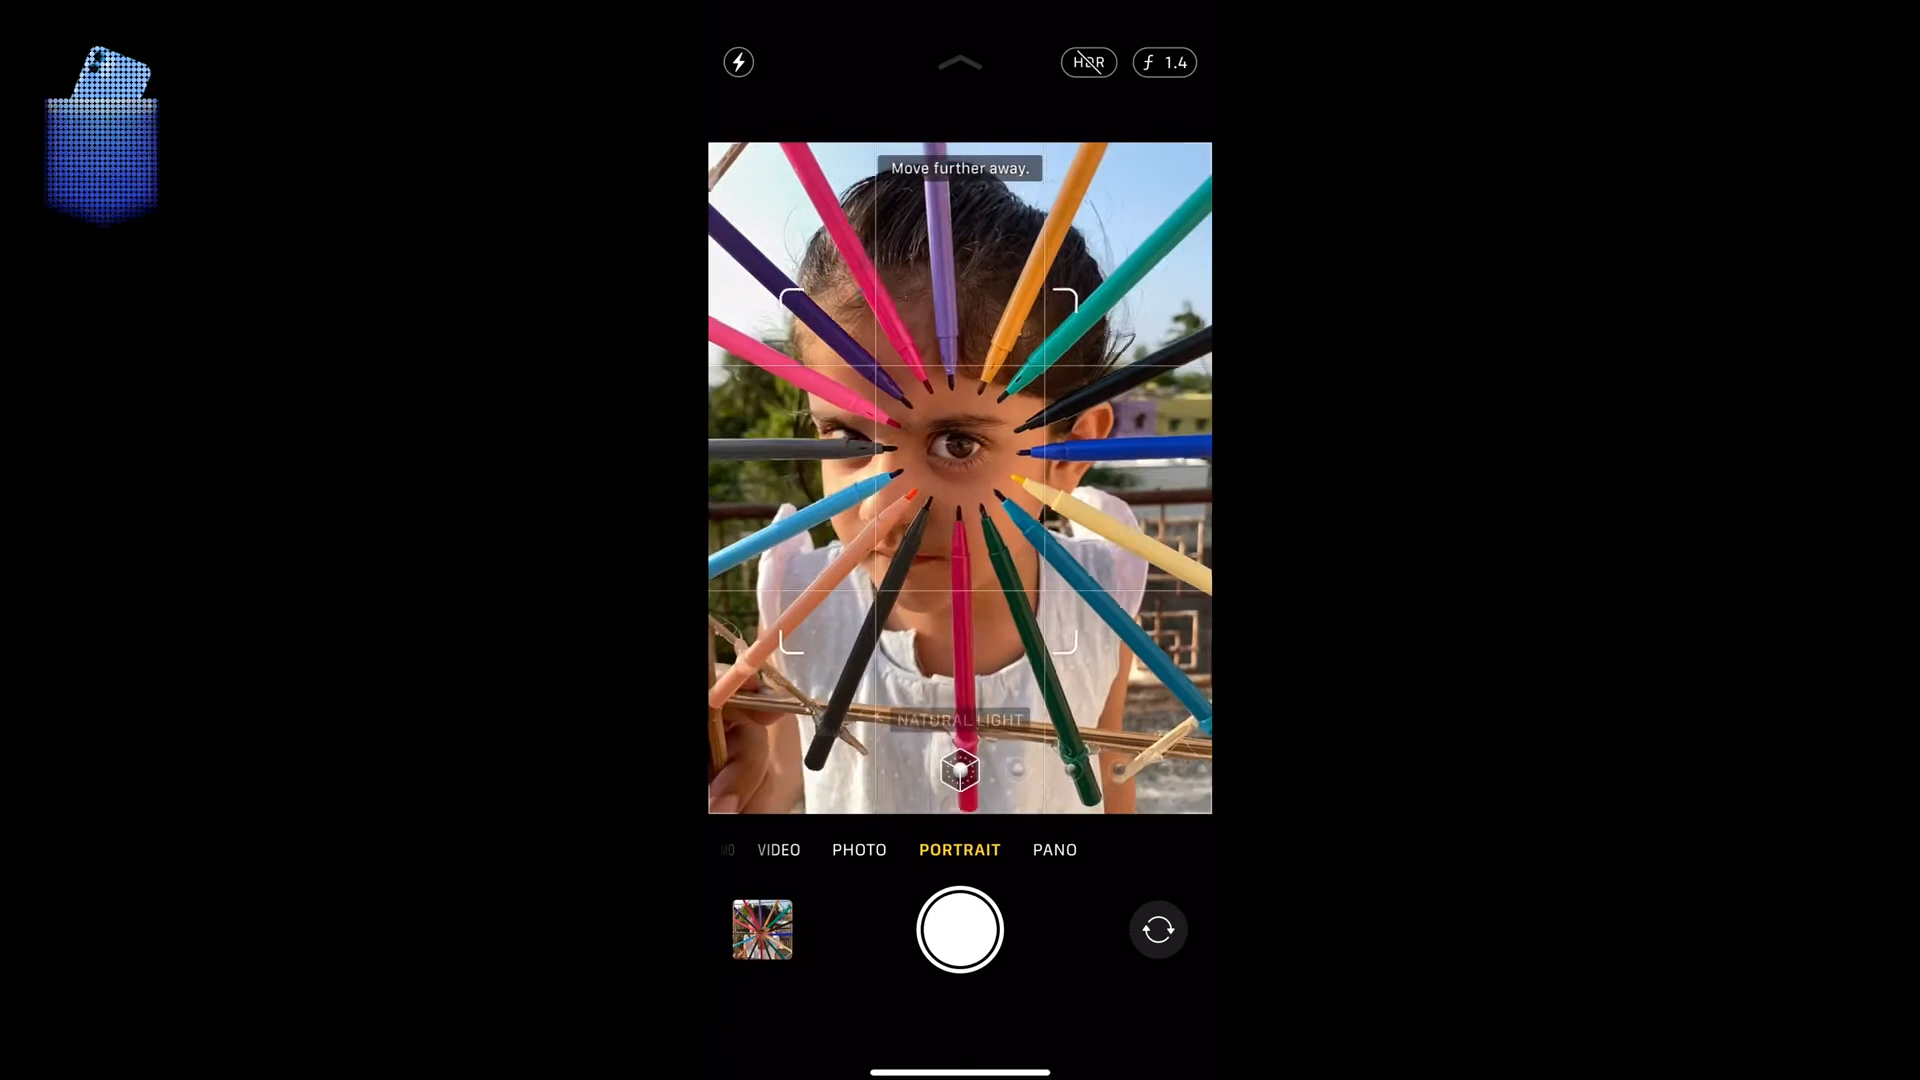 HDR
ƒ 1.4
Move further away.
NATURAL LIGHT
VIDEO PHOTO PORTRAIT PANO